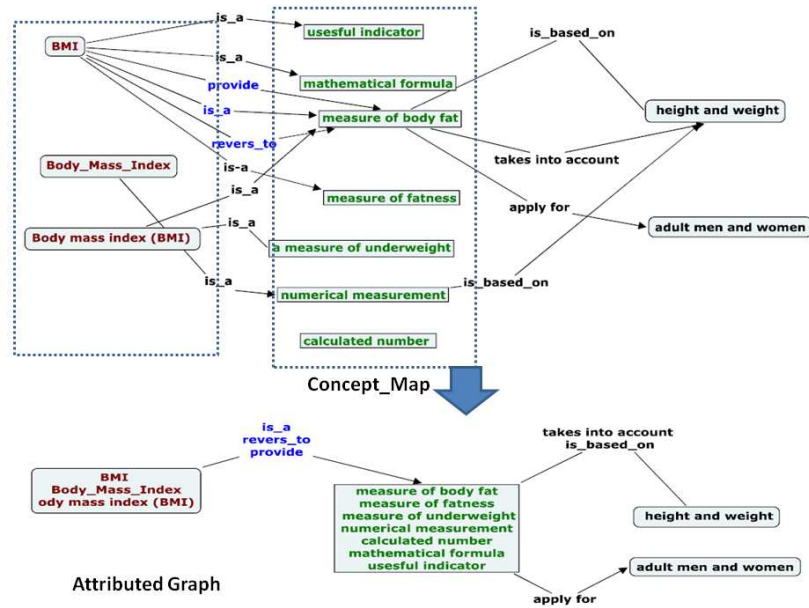 is_a
usesful indicator
BMI
is_a
is_based_on
provide
mathematical formula
is_a
measure of body fat
height and weight
revers_to
Body_Mass_Index
is-a
takes into account
is_a
measure of fatness
apply for
Body mass index (BMI)
is_a
a measure of underweight
adult men and women
is_a
numerical measurement
is_based_on
calculated number
Concept_Map
is_a
revers_to
provide
takes into account
is_based_on
BMI
Body_Mass_Index
ody mass index (BMI)
measure of body fat
measure of fatness
measure of underweight
numerical measurement
calculated number
mathematical formula
usesful indicator
height and weight
adult men and women
Attributed Graph
apply for